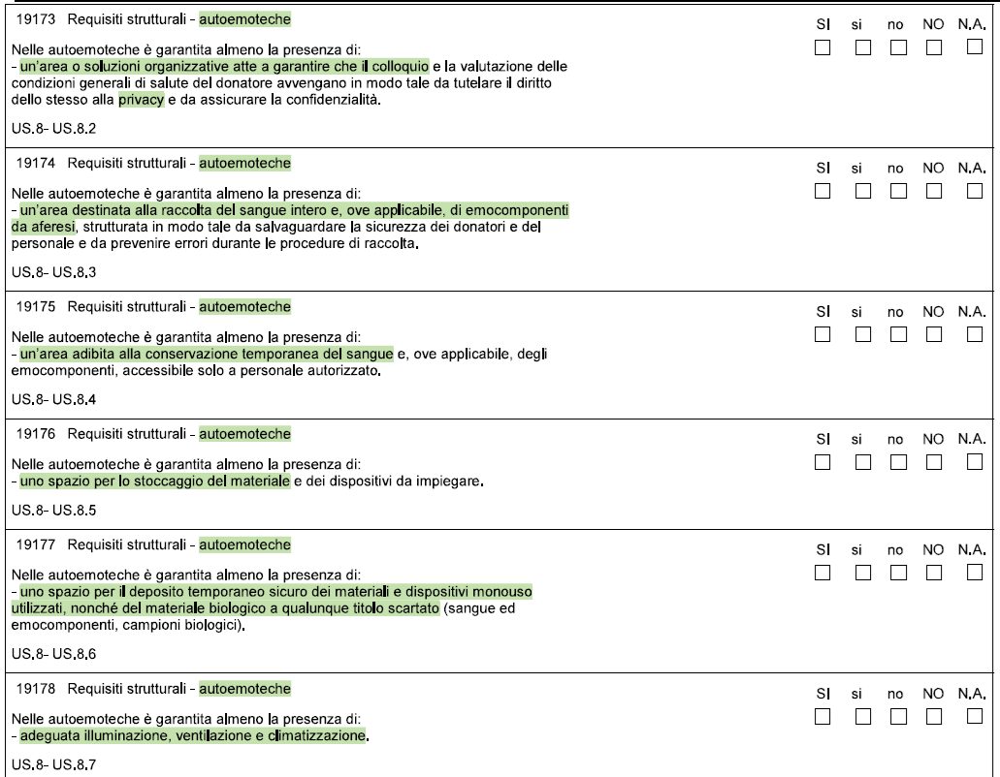 19173 Requisiti strutturali - autoemoteche
SI si no NO N.A.
Nelle autoemoteche è garantita almeno la presenza di:
- un'area o soluzioni organizzative atte a garantire che il colloquio e la valutazione delle
condizioni generali di salute del donatore avvengano in modo tale da tutelare il diritto
dello stesso alla privacy e da assicurare la confidenzialità.
US.8- US.8.2
19174 Requisiti strutturali - autoemoteche
SI si no NO N.A.
Nelle autoemoteche è garantita almeno la presenza di:
- un'area destinata alla raccolta del sangue intero e, ove applicabile, di emocomponenti
da aferesi, strutturata in modo tale da salvaguardare la sicurezza dei donatori e del
personale e da prevenire errori durante le procedure di raccolta.
US.8- US.8.3
19175 Requisiti strutturali - autoemoteche
SI si no NO N.A.
Nelle autoemoteche è garantita almeno la presenza di:
- un'area adibita alla conservazione temporanea del sangue e, ove applicabile, degli
emocomponenti, accessibile solo a personale autorizzato.
US.8- US.8.4
19176 Requisiti strutturali - autoemoteche
SI si no NO N.A.
Nelle autoemoteche è garantita almeno la presenza di:
- uno spazio per lo stoccaggio del materiale e dei dispositivi da impiegare.
US.8- US.8.5
19177 Requisiti strutturali - autoemoteche
SI si no NO N.A.
Nelle autoemoteche è garantita almeno la presenza di:
- uno spazio per il deposito temporaneo sicuro dei materiali e dispositivi monouso
utilizzati, nonché del materiale biologico a qualunque titolo scartato (sangue ed
emocomponenti, campioni biologici).
US.8- US.8.6
19178 Requisiti strutturali - autoemoteche
SI si no NO N.A.
Nelle autoemoteche è garantita almeno la presenza di:
- adeguata illuminazione, ventilazione e climatizzazione.
US.8- US.8.7